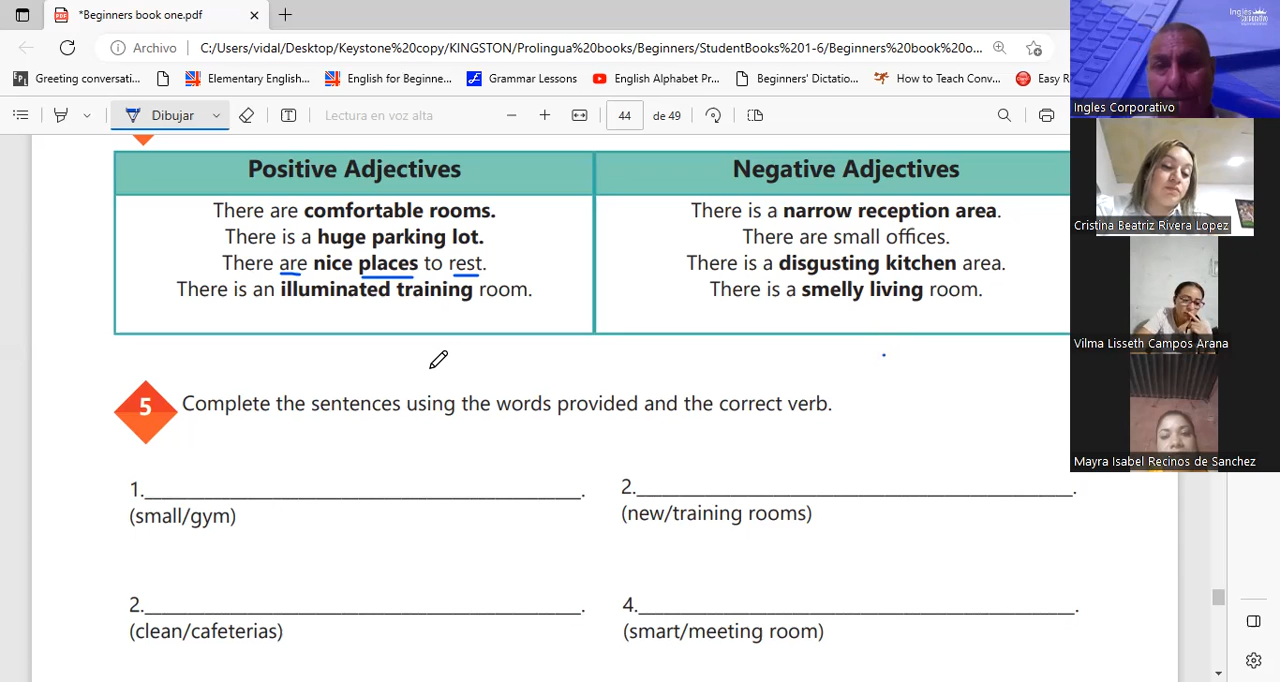 *Beginners book one.pdf
Archivo
C:/Users/vidal/Desktop/Keystone%20copy/KINGSTON/Prolingua%20books/Beginners/StudentBooks%201-6/Beginners%20book%20o...
Greeting conversati...
Elementary English...
English for Beginne...
Grammar Lessons
English Alphabet Pr...
Beginners' Dictatio...
How to Teach Conv...
Easy R
Dibujar
Lectura en voz alta
44
de 49
Ingles
Ingles Corporativo
Cristina Beatriz Rivera Lopez
Vilma Lisseth Campos Arana
Mayra Isabel Recinos de Sanchez
Positive Adjectives
There are comfortable rooms.
There is a huge parking lot.
There are nice places to rest.
There is an illuminated training room.
Negative Adjectives
There is a narrow reception area.
There are small offices.
There is a disgusting kitchen area.
There is a smelly living room.
5
Complete the sentences using the words provided and the correct verb.
1.________________________________________.
(small/gym)
2.________________________________________.
(new/training rooms)
2.________________________________________.
(clean/cafeterias)
4.________________________________________.
(smart/meeting room)